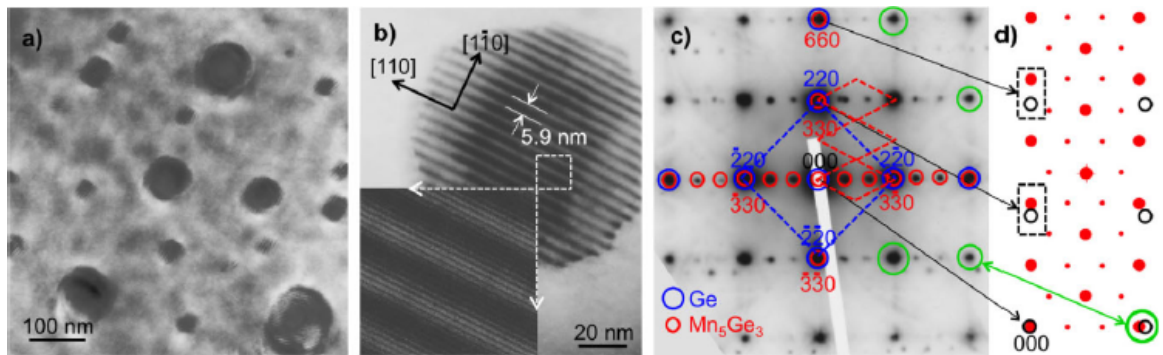 a)
100 nm
b)
[110]
[11̄0]
5.9 nm
20 nm
c)
660
220
330
2̄20
000
22̄0
3̄30
33̄0
2̄2̄0
3̄3̄0
Ge
Mn₅Ge₃
d)
000